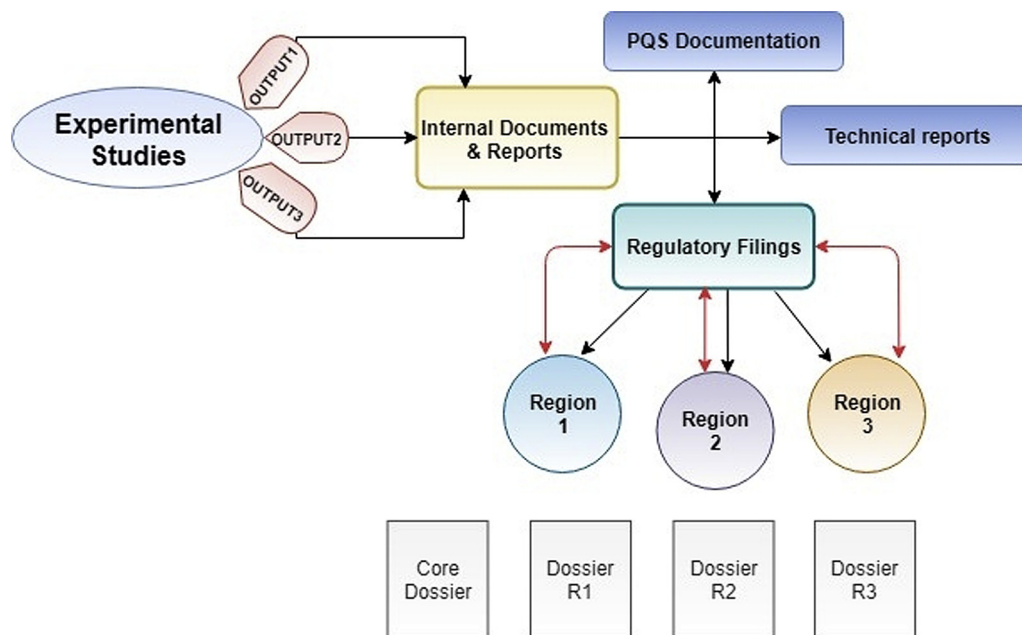 PQS Documentation
OUTPUT1
Experimental
Studies
OUTPUT2
Internal Documents
& Reports
Technical reports
OUTPUT3
Regulatory Filings
Region
1
Region
2
Region
3
Core
Dossier
Dossier
R1
Dossier
R2
Dossier
R3